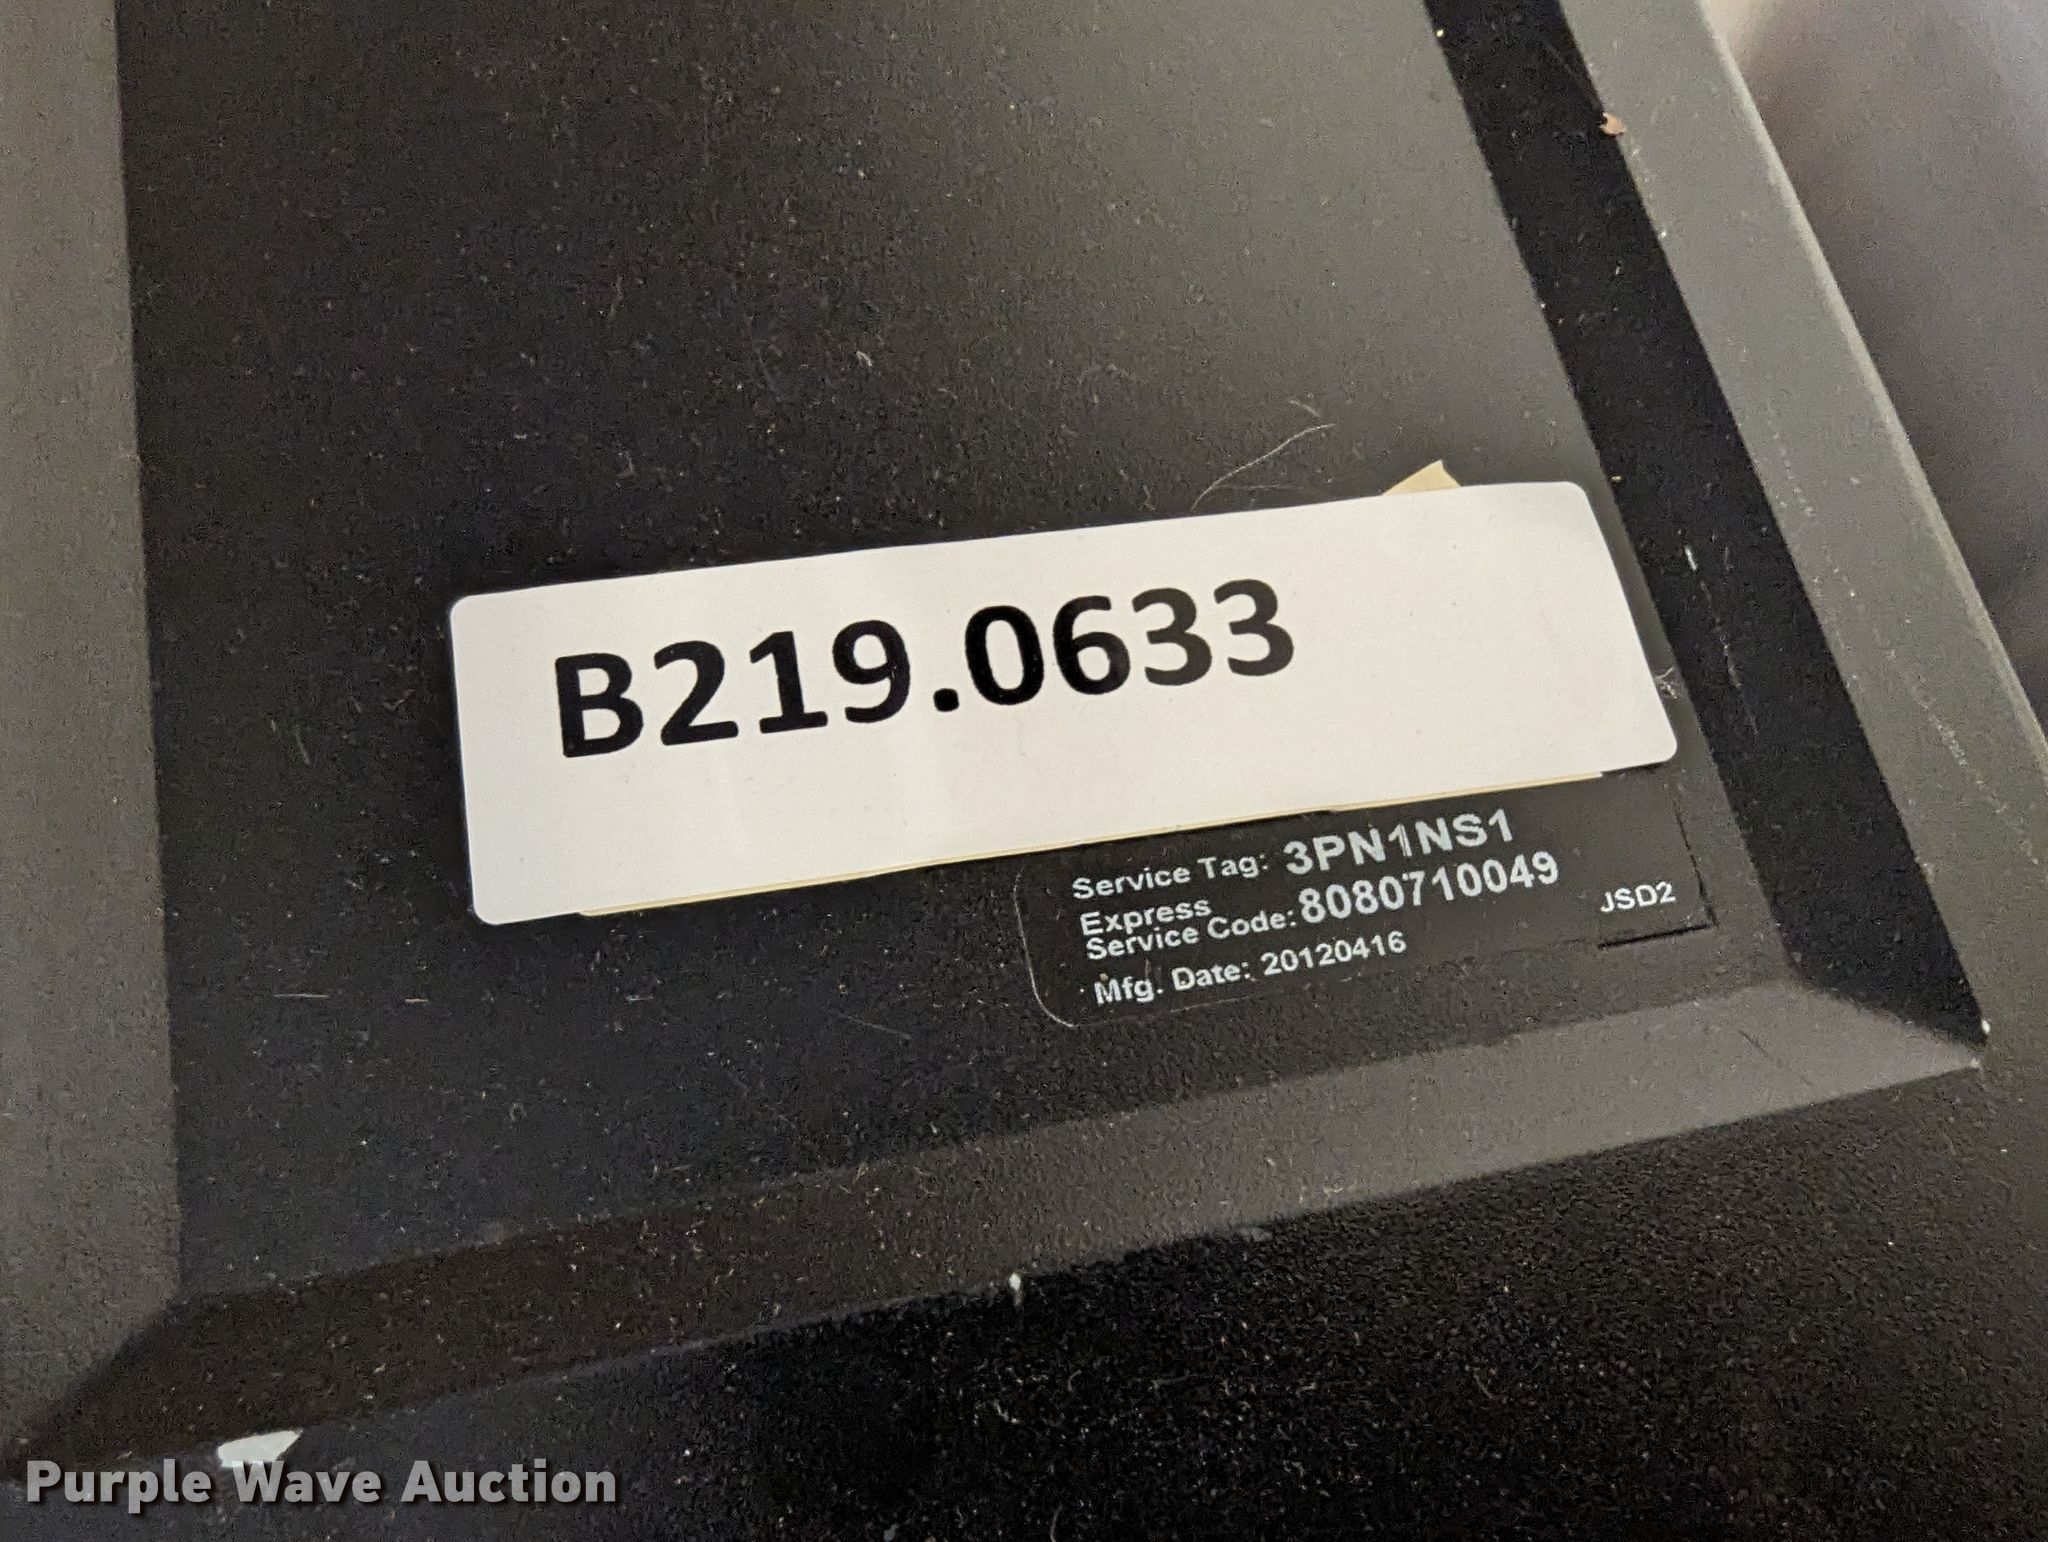 B219.0633
Service Tag: 3PN1NS1
Express
Service Code: 8080710049
Mfg. Date: 20120416
JSD2
Purple Wave Auction